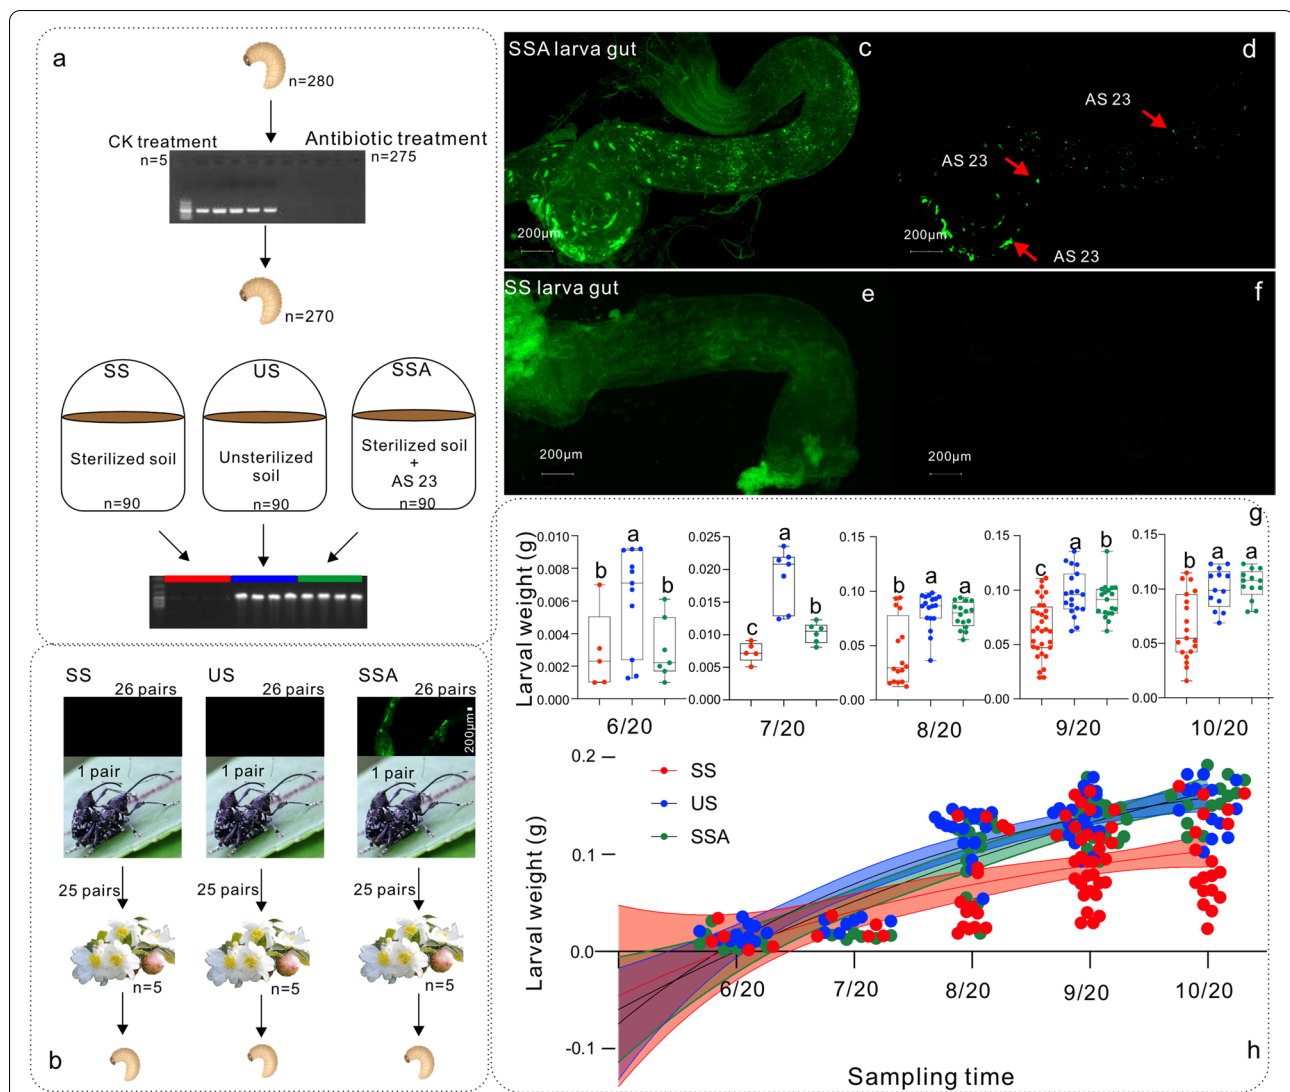 a
n=280
CK treatment
n=5
Antibiotic treatment
n=275
n=270
SS
Sterilized soil
n=90
US
Unsterilized
soil
n=90
SSA
Sterilized soil
+
AS 23
n=90
SS
26 pairs
US
26 pairs
SSA
26 pairs
200μm
1 pair
1 pair
1 pair
25 pairs
25 pairs
25 pairs
n=5
n=5
n=5
b
SSA larva gut
c
200μm
d
AS 23
AS 23
AS 23
200μm
SS larva gut
e
200μm
f
200μm
g
Larval weight (g)
0.010
0.008
0.006
0.004
0.002
0.000
b
a
b
6/20
0.025
0.020
0.015
0.010
0.005
0.000
c
a
b
7/20
0.15
0.10
0.05
0.00
b
a
a
8/20
0.15
0.10
0.05
0.00
c
a
b
9/20
0.15
0.10
0.05
0.00
b
a
a
10/20
Larval weight (g)
0.2
0.1
0.0
-0.1
SS
US
SSA
6/20
7/20
8/20
9/20
10/20
Sampling time
h